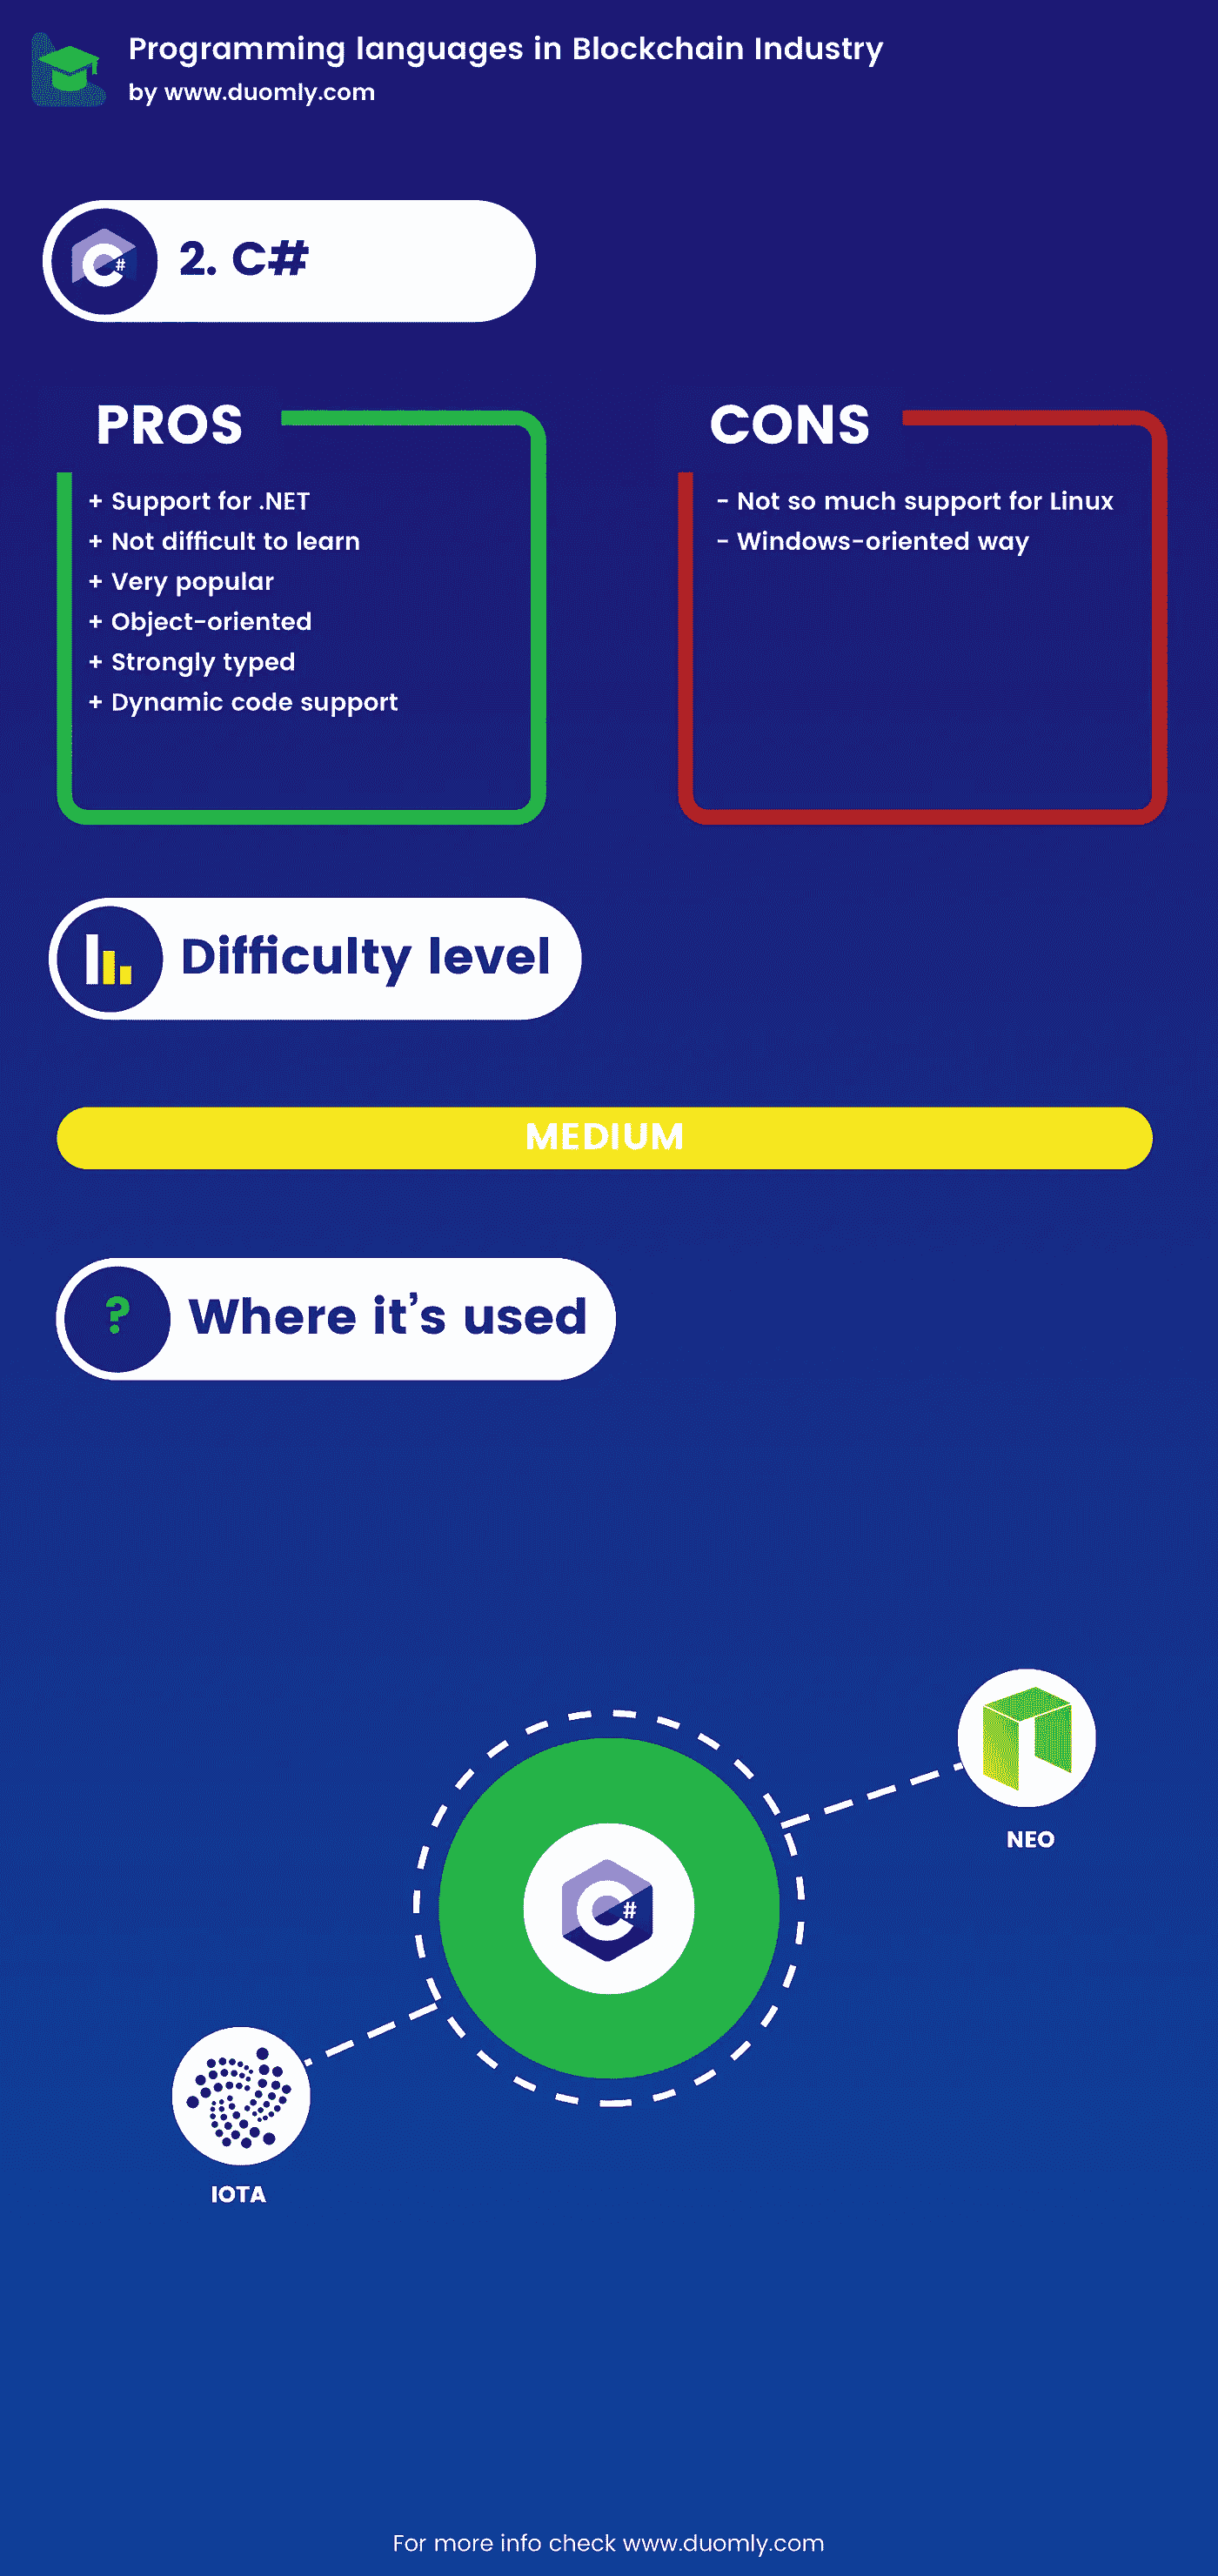 Programming languages in Blockchain Industry
by www.duomly.com
C#
2. C#
PROS
+ Support for .NET
+ Not difficult to learn
+ Very popular
+ Object-oriented
+ Strongly typed
+ Dynamic code support
CONS
- Not so much support for Linux
- Windows-oriented way
Difficulty level
MEDIUM
?
Where it's used
NEO
C#
IOTA
For more info check www.duomly.com